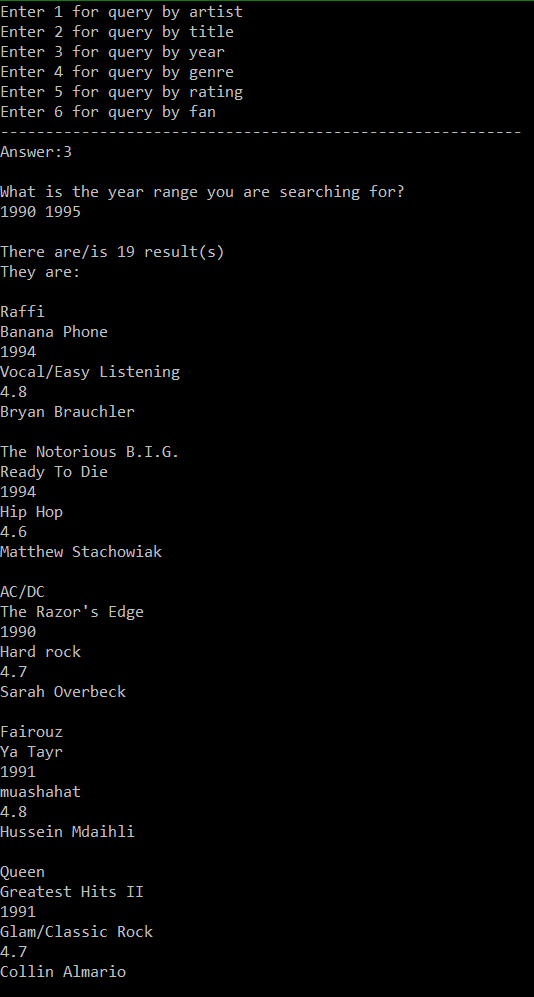 Enter 1 for query by artist
Enter 2 for query by title
Enter 3 for query by year
Enter 4 for query by genre
Enter 5 for query by rating
Enter 6 for query by fan
----------------------------------------------------------
Answer:3
What is the year range you are searching for?
1990 1995
There are/is 19 result(s)
They are:
Raffi
Banana Phone
1994
Vocal/Easy Listening
4.8
Bryan Brauchler
The Notorious B.I.G.
Ready To Die
1994
Hip Hop
4.6
Matthew Stachowiak
AC/DC
The Razor's Edge
1990
Hard rock
4.7
Sarah Overbeck
Fairouz
Ya Tayr
1991
muashahat
4.8
Hussein Mdaihli
Queen
Greatest Hits II
1991
Glam/Classic Rock
4.7
Collin Almario